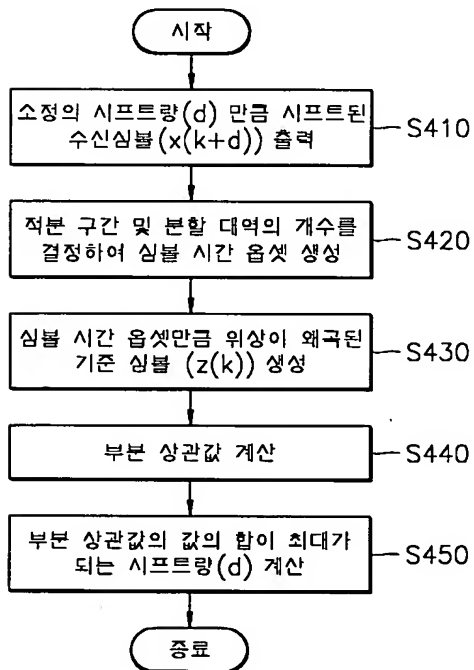 시작
소정의 시프트량(d) 만큼 시프트된
수신심볼(x(k+d)) 출력
S410
적분 구간 및 분할 대역의 개수를
결정하여 심볼 시간 옵셋 생성
S420
심볼 시간 옵셋만큼 위상이 왜곡된
기준 심볼 (z(k)) 생성
S430
부분 상관값 계산
S440
부분 상관값의 값의 합이 최대가
되는 시프트량(d) 계산
S450
종료